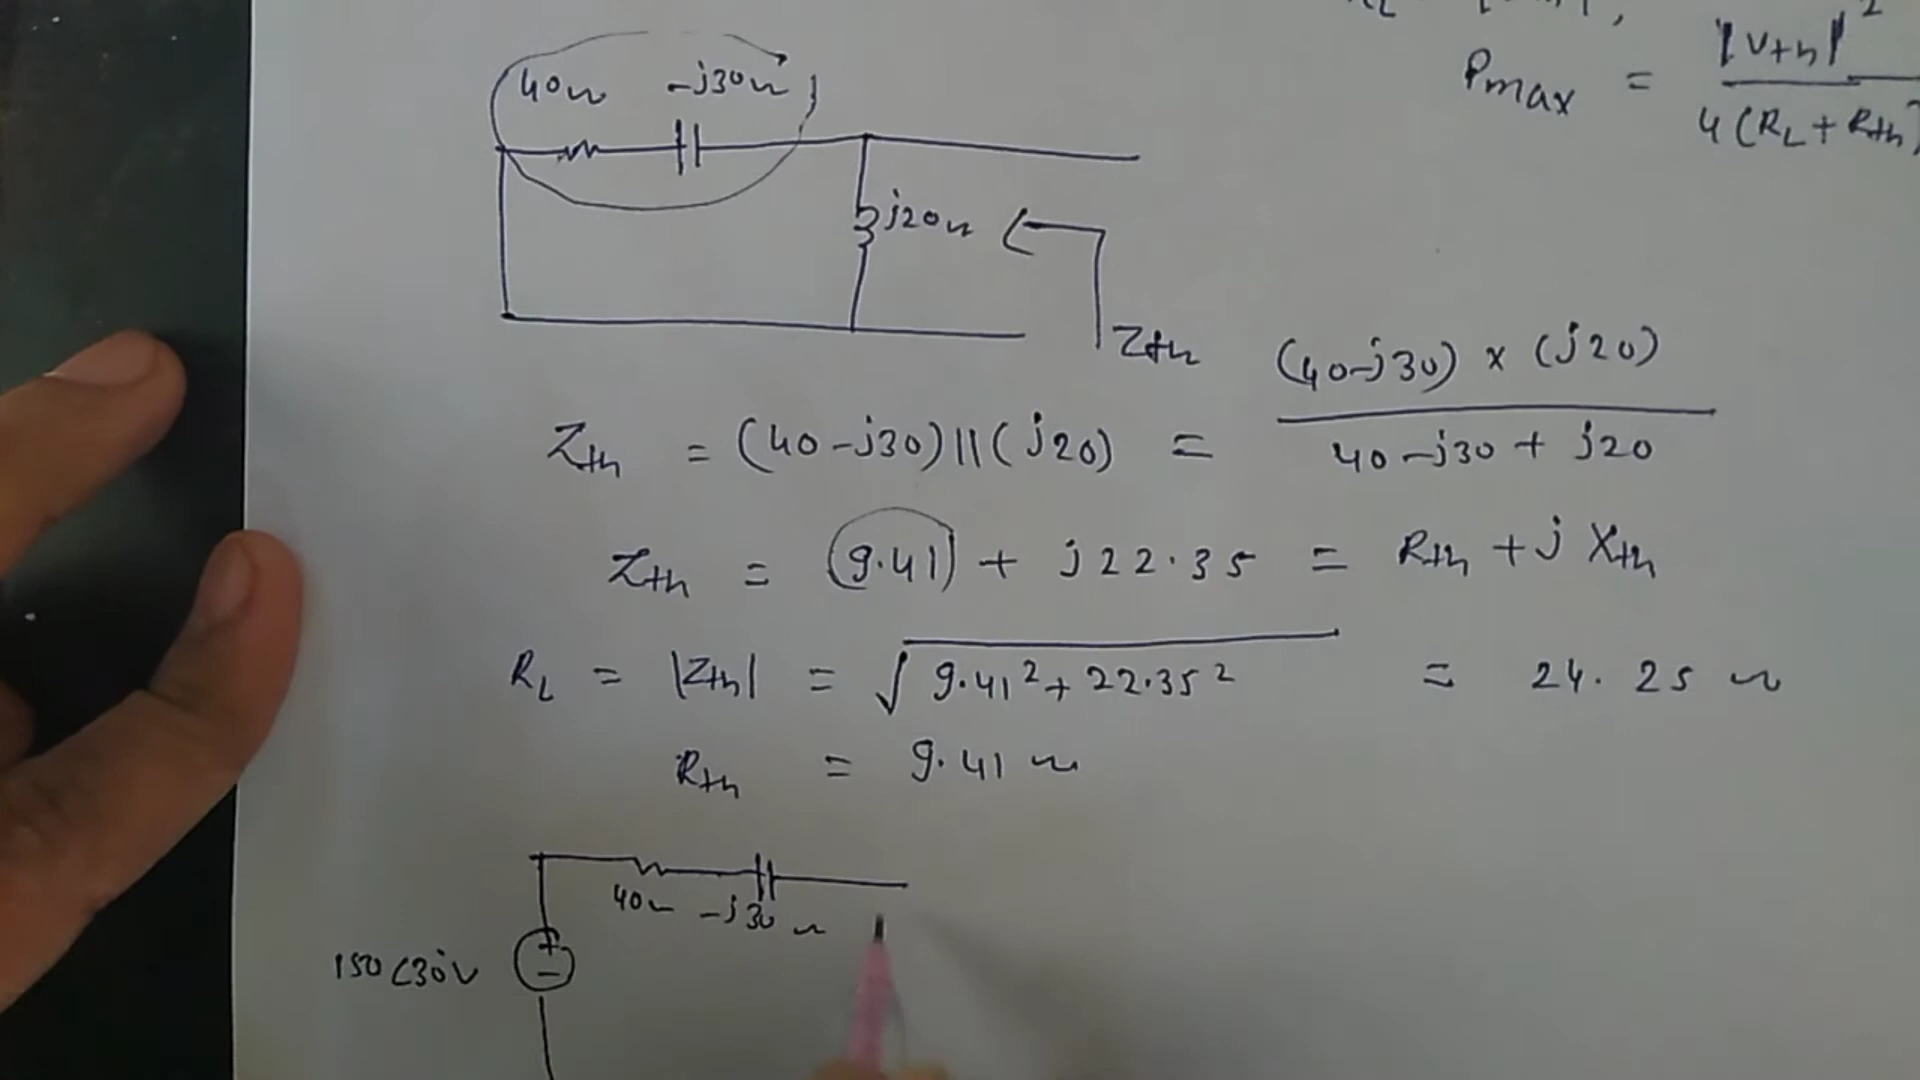 Pmax = |Vth|²
4(RL+Rth)
40Ω -j30Ω
j20Ω
Zth
Zth = (40-j30)||(j20) = (40-j30) x (j20)
40-j30 + j20
Zth = 9.41 + j22.35 = Rth + j Xth
RL = |Zth| = √9.41² + 22.35² = 24.25 Ω
Rth = 9.41 Ω
40Ω -j30 Ω
150<30°V